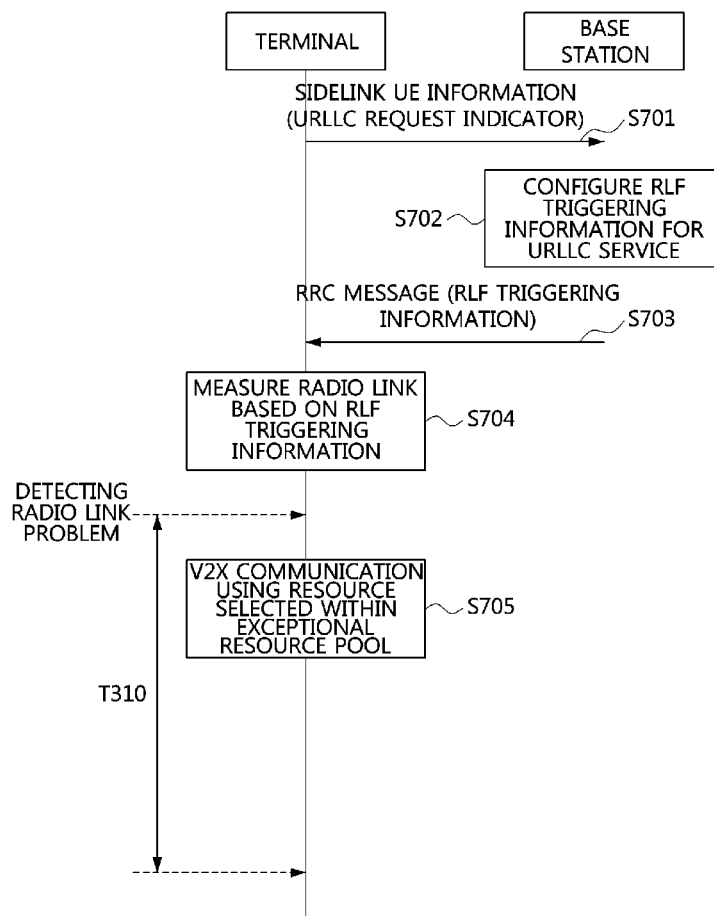 TERMINAL
BASE
STATION
SIDELINK UE INFORMATION
(URLLC REQUEST INDICATOR)
S701
S702
CONFIGURE RLF
TRIGGERING
INFORMATION FOR
URLLC SERVICE
RRC MESSAGE (RLF TRIGGERING
INFORMATION)
S703
MEASURE RADIO LINK
BASED ON RLF
TRIGGERING
INFORMATION
S704
DETECTING
RADIO LINK
PROBLEM
V2X COMMUNICATION
USING RESOURCE
SELECTED WITHIN
EXCEPTIONAL
RESOURCE POOL
S705
T310